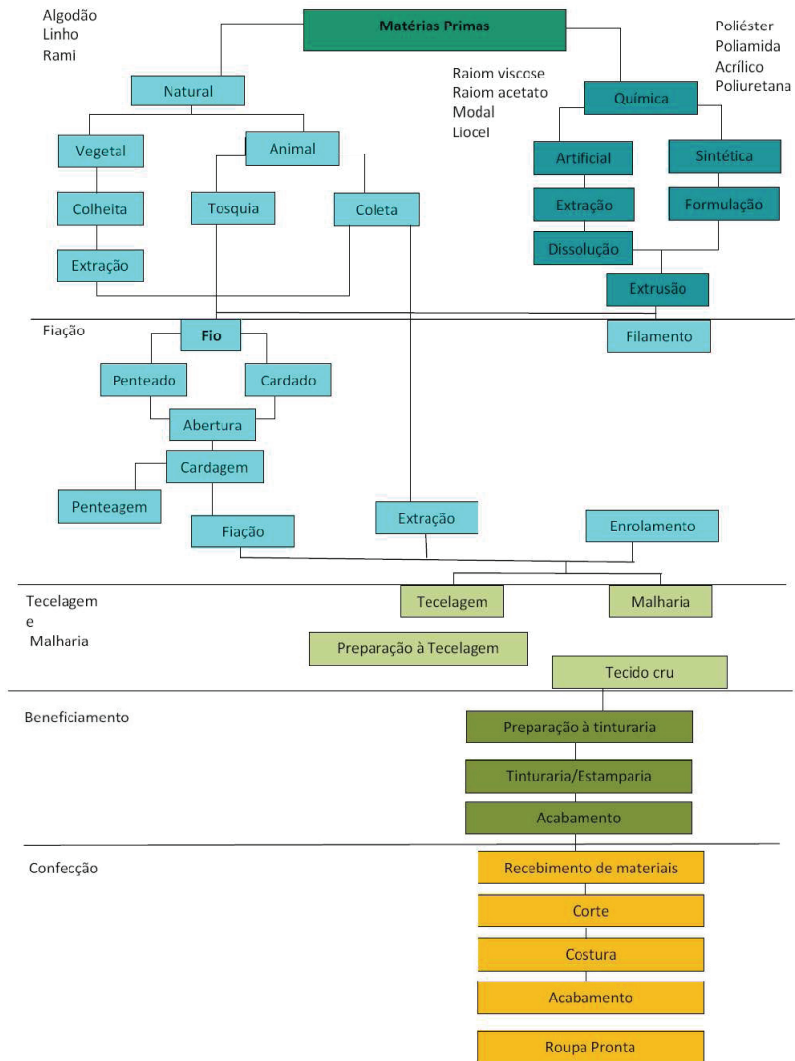 Algodão
Linho
Rami
Matérias Primas
Poliéster
Poliamida
Acrílico
Poliuretana
Raiom viscose
Raiom acetato
Modal
Liocel
Natural
Química
Vegetal
Animal
Artificial
Sintética
Colheita
Tosquia
Coleta
Extração
Formulação
Extração
Dissolução
Extrusão
Fiação
Fio
Filamento
Penteado
Cardado
Abertura
Cardagem
Penteagem
Fiação
Extração
Enrolamento
Tecelagem
e
Malharia
Tecelagem
Malharia
Preparação à Tecelagem
Tecido cru
Beneficiamento
Preparação à tinturaria
Tinturaria/Estamparia
Acabamento
Confecção
Recebimento de materiais
Corte
Costura
Acabamento
Roupa Pronta